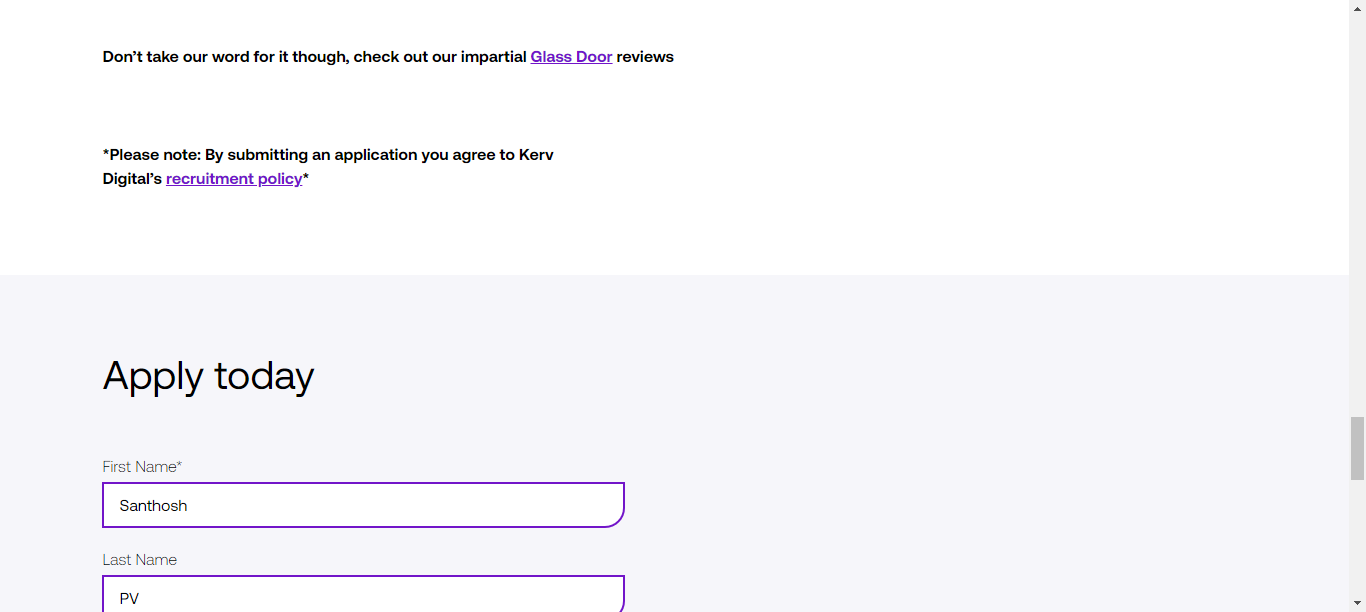 Don’t take our word for it though, check out our impartial Glass Door reviews
*Please note: By submitting an application you agree to Kerv
Digital’s recruitment policy*
Apply today
First Name*
Santhosh
Last Name
PV